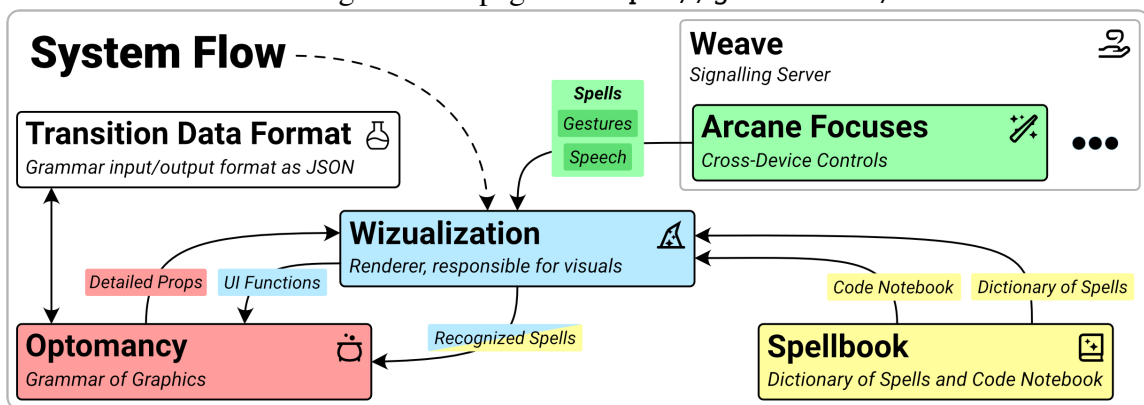 System Flow
Weave
Signalling Server
Spells
Gestures
Speech
Arcane Focuses
Cross-Device Controls
Transition Data Format
Grammar input/output format as JSON
Wizualization
Renderer, responsible for visuals
Detailed Props
UI Functions
Code Notebook
Dictionary of Spells
Recognized Spells
Optomancy
Grammar of Graphics
Spellbook
Dictionary of Spells and Code Notebook